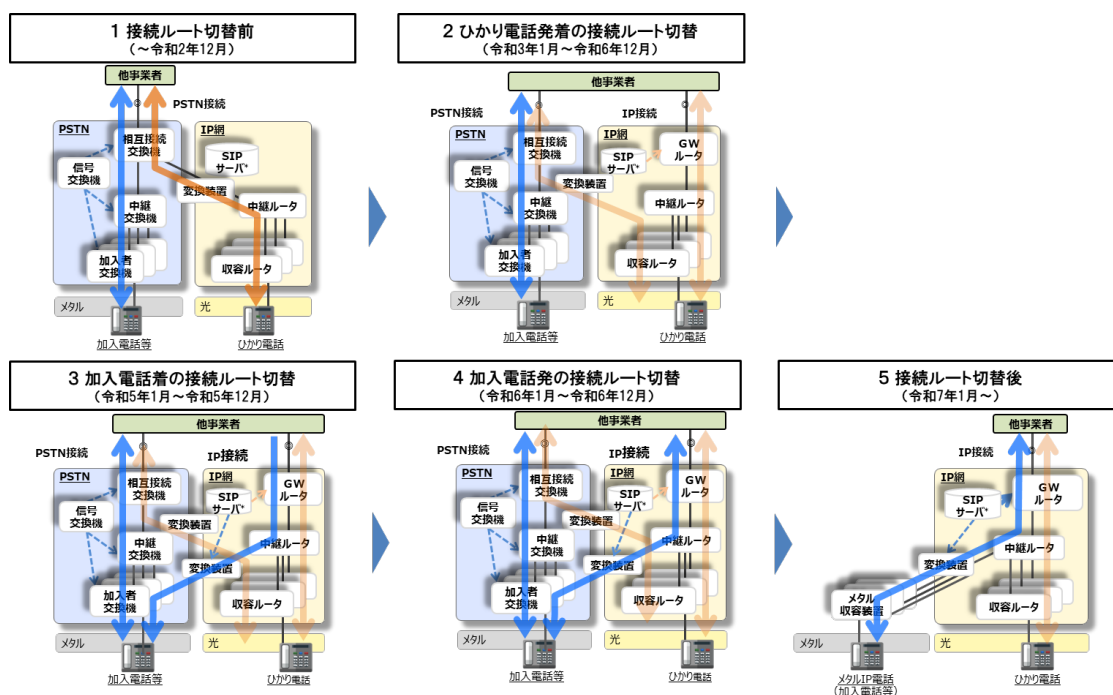 1 接続ルート切替前
(～令和2年12月)
他事業者
PSTN接続
PSTN
IP網
相互接続
交換機
SIP
サーバ*
信号
交換機
変換装置
中継
交換機
中継ルータ
加入者
交換機
収容ルータ
メタル
光
加入電話等
ひかり電話
2 ひかり電話発着の接続ルート切替
(令和3年1月～令和6年12月)
他事業者
PSTN接続
IP接続
PSTN
IP網
相互接続
交換機
GW
ルータ
SIP
サーバ*
信号
交換機
変換装置
中継
交換機
中継ルータ
加入者
交換機
収容ルータ
メタル
光
加入電話等
ひかり電話
3 加入電話着の接続ルート切替
(令和5年1月～令和5年12月)
他事業者
PSTN接続
IP接続
PSTN
IP網
相互接続
交換機
GW
ルータ
SIP
サーバ*
信号
交換機
変換装置
中継
交換機
中継ルータ
変換装置
加入者
交換機
収容ルータ
メタル
光
加入電話等
ひかり電話
4 加入電話発の接続ルート切替
(令和6年1月～令和6年12月)
他事業者
PSTN接続
IP接続
PSTN
IP網
相互接続
交換機
GW
ルータ
SIP
サーバ*
信号
交換機
変換装置
中継
交換機
中継ルータ
変換装置
加入者
交換機
収容ルータ
メタル
光
加入電話等
ひかり電話
5 接続ルート切替後
(令和7年1月～)
他事業者
IP接続
IP網
GW
ルータ
SIP
サーバ*
中継ルータ
変換装置
メタル
収容装置
収容ルータ
メタル
光
メタルIP電話
(加入電話等)
ひかり電話